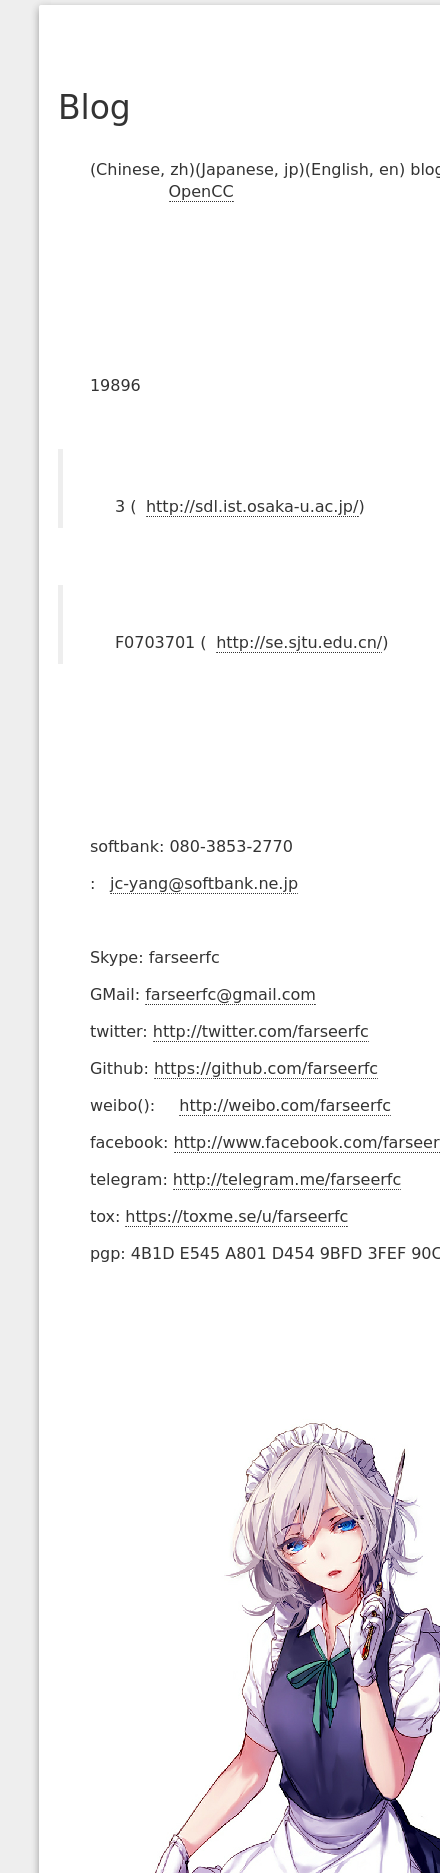 Blog
(Chinese, zh)(Japanese, jp)(English, en) blog
OpenCC
19896
3 ( http://sdl.ist.osaka-u.ac.jp/)
F0703701 ( http://se.sjtu.edu.cn/)
softbank: 080-3853-2770
: jc-yang@softbank.ne.jp
Skype: farseerfc
GMail: farseerfc@gmail.com
twitter: http://twitter.com/farseerfc
Github: https://github.com/farseerfc
weibo(): http://weibo.com/farseerfc
facebook: http://www.facebook.com/farseer
telegram: http://telegram.me/farseerfc
tox: https://toxme.se/u/farseerfc
pgp: 4B1D E545 A801 D454 9BFD 3FEF 90C